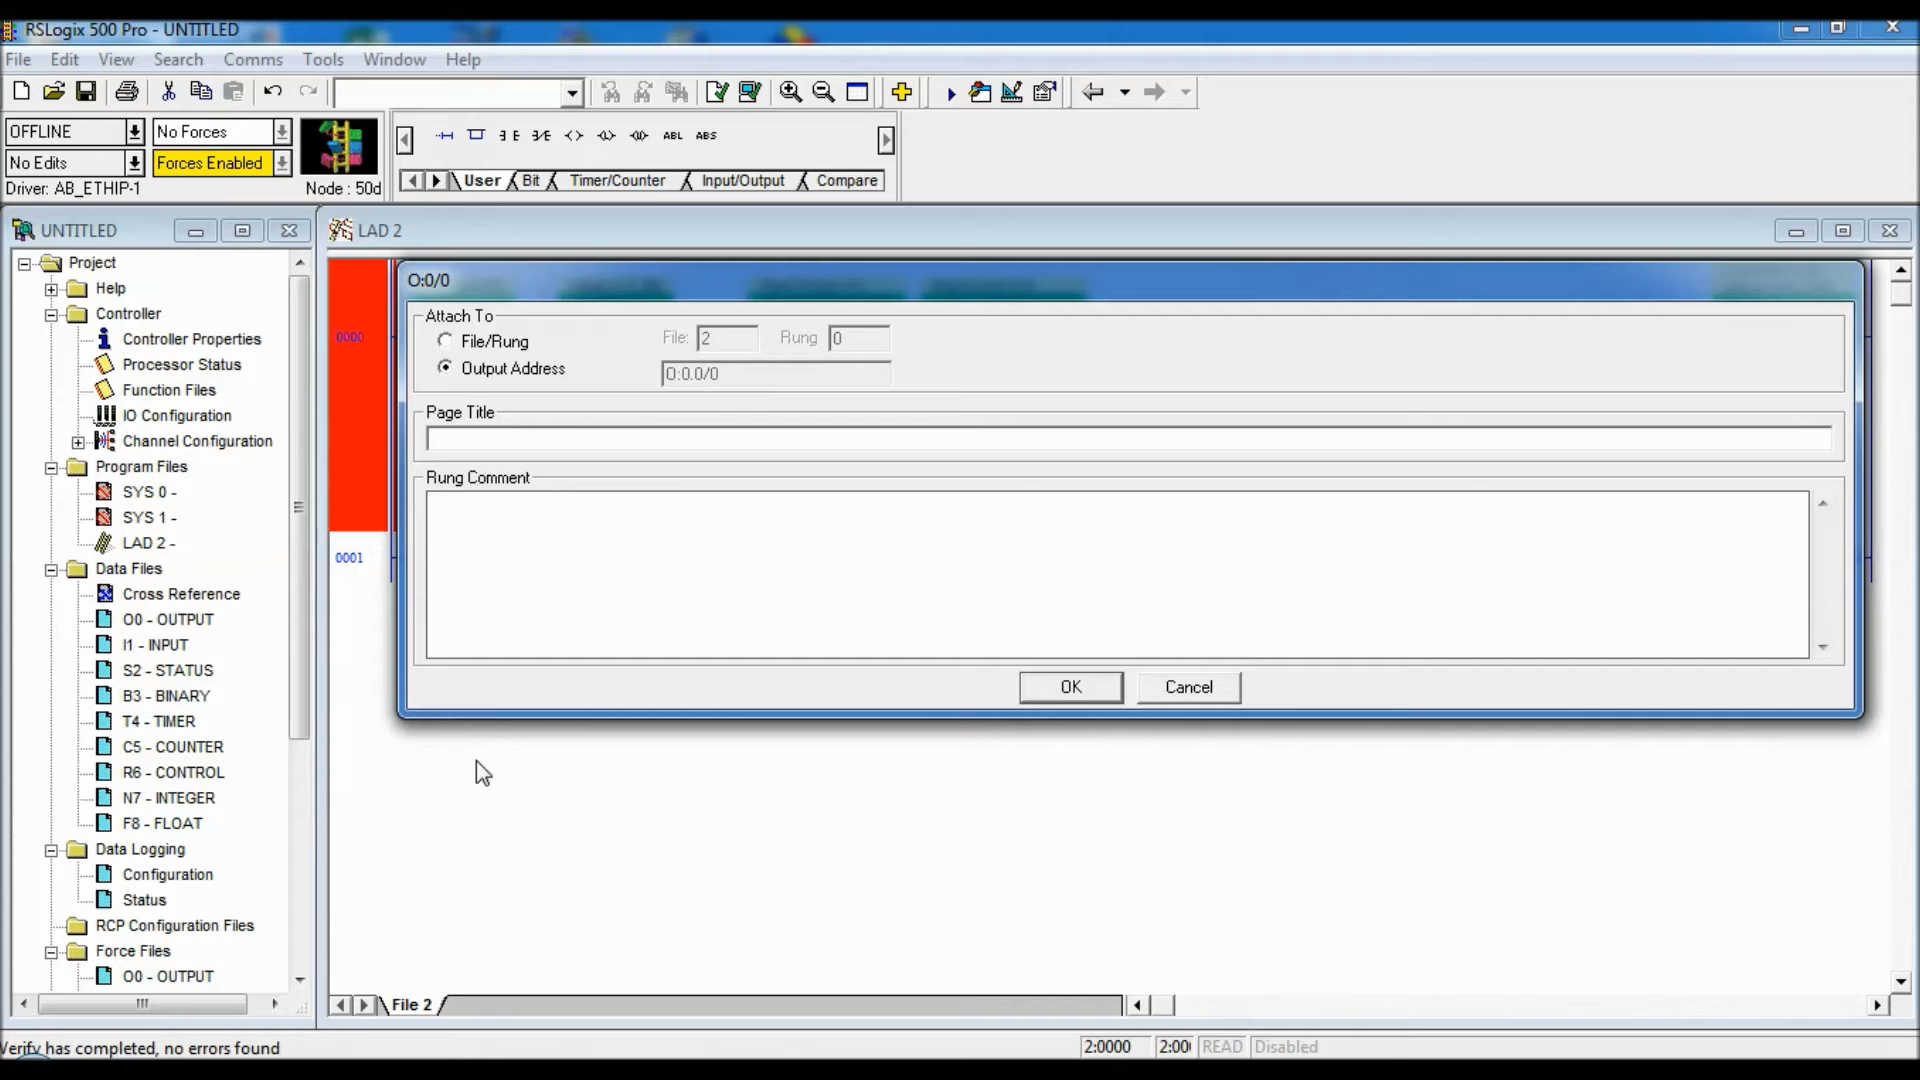 RSLogix 500 Pro - UNTITLED
File Edit View Search Comms Tools Window Help
OFFLINE No Forces
No Edits Forces Enabled
Driver: AB_ETHIP-1 Node : 50d
ABL ABS
User Bit Timer/Counter Input/Output Compare
UNTITLED
Project
Help
Controller
Controller Properties
Processor Status
Function Files
IO Configuration
Channel Configuration
Program Files
SYS 0 -
SYS 1 -
LAD 2 -
Data Files
Cross Reference
O0 - OUTPUT
I1 - INPUT
S2 - STATUS
B3 - BINARY
T4 - TIMER
C5 - COUNTER
R6 - CONTROL
N7 - INTEGER
F8 - FLOAT
Data Logging
Configuration
Status
RCP Configuration Files
Force Files
O0 - OUTPUT
LAD 2
0000
0001
O:0/0
Attach To
File/Rung File: 2 Rung 0
Output Address O:0.0/0
Page Title
Rung Comment
OK Cancel
File 2
Verify has completed, no errors found
2:0000 2:00 READ Disabled